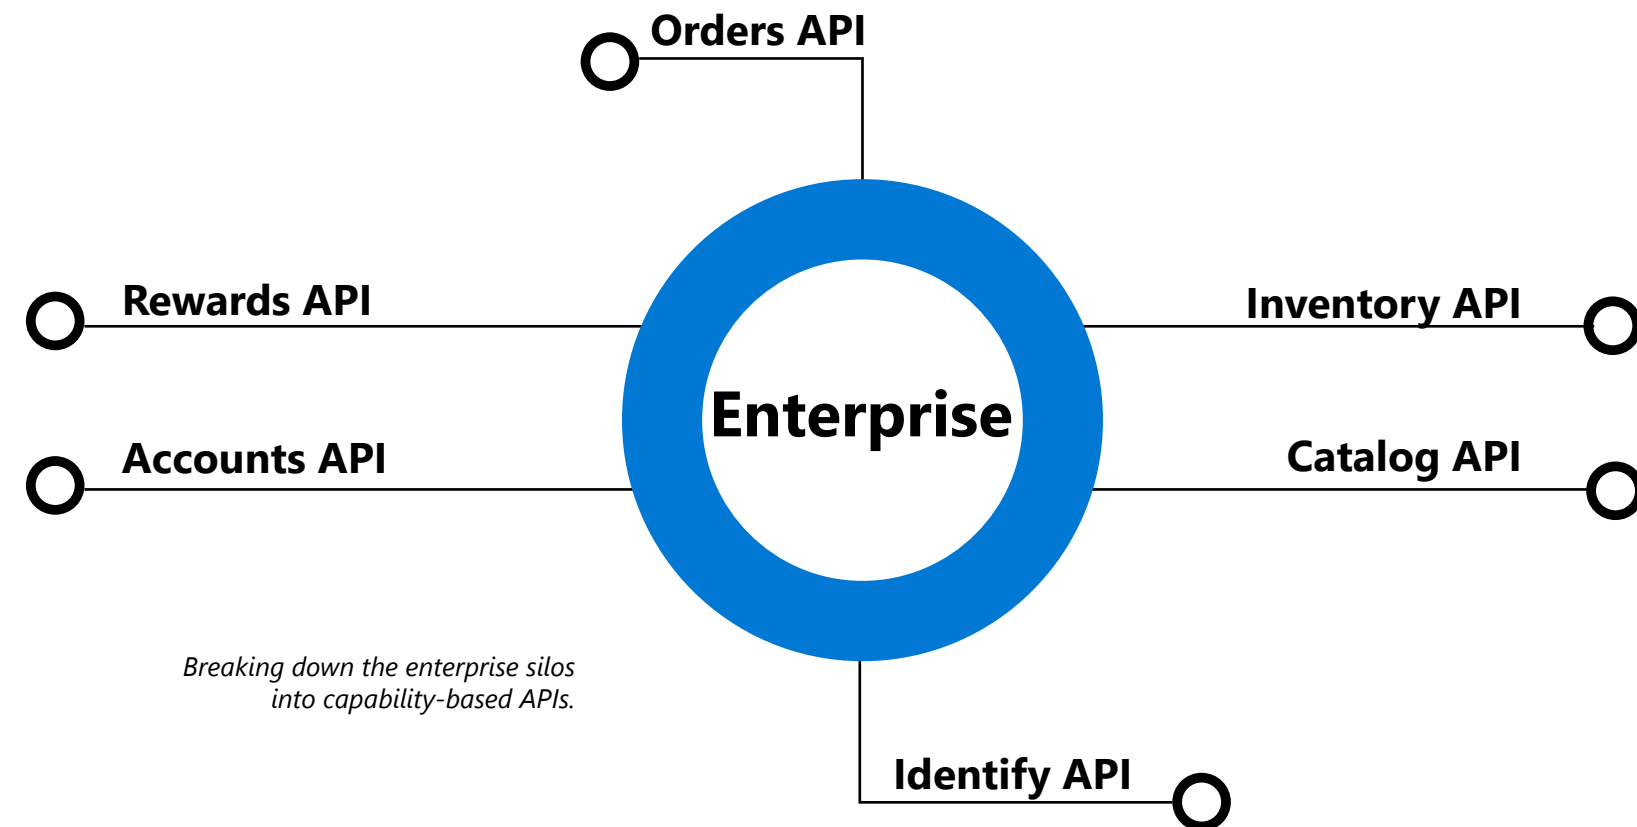 Orders API
Rewards API
Inventory API
Enterprise
Accounts API
Catalog API
Breaking down the enterprise silos
into capability-based APIs.
Identify API